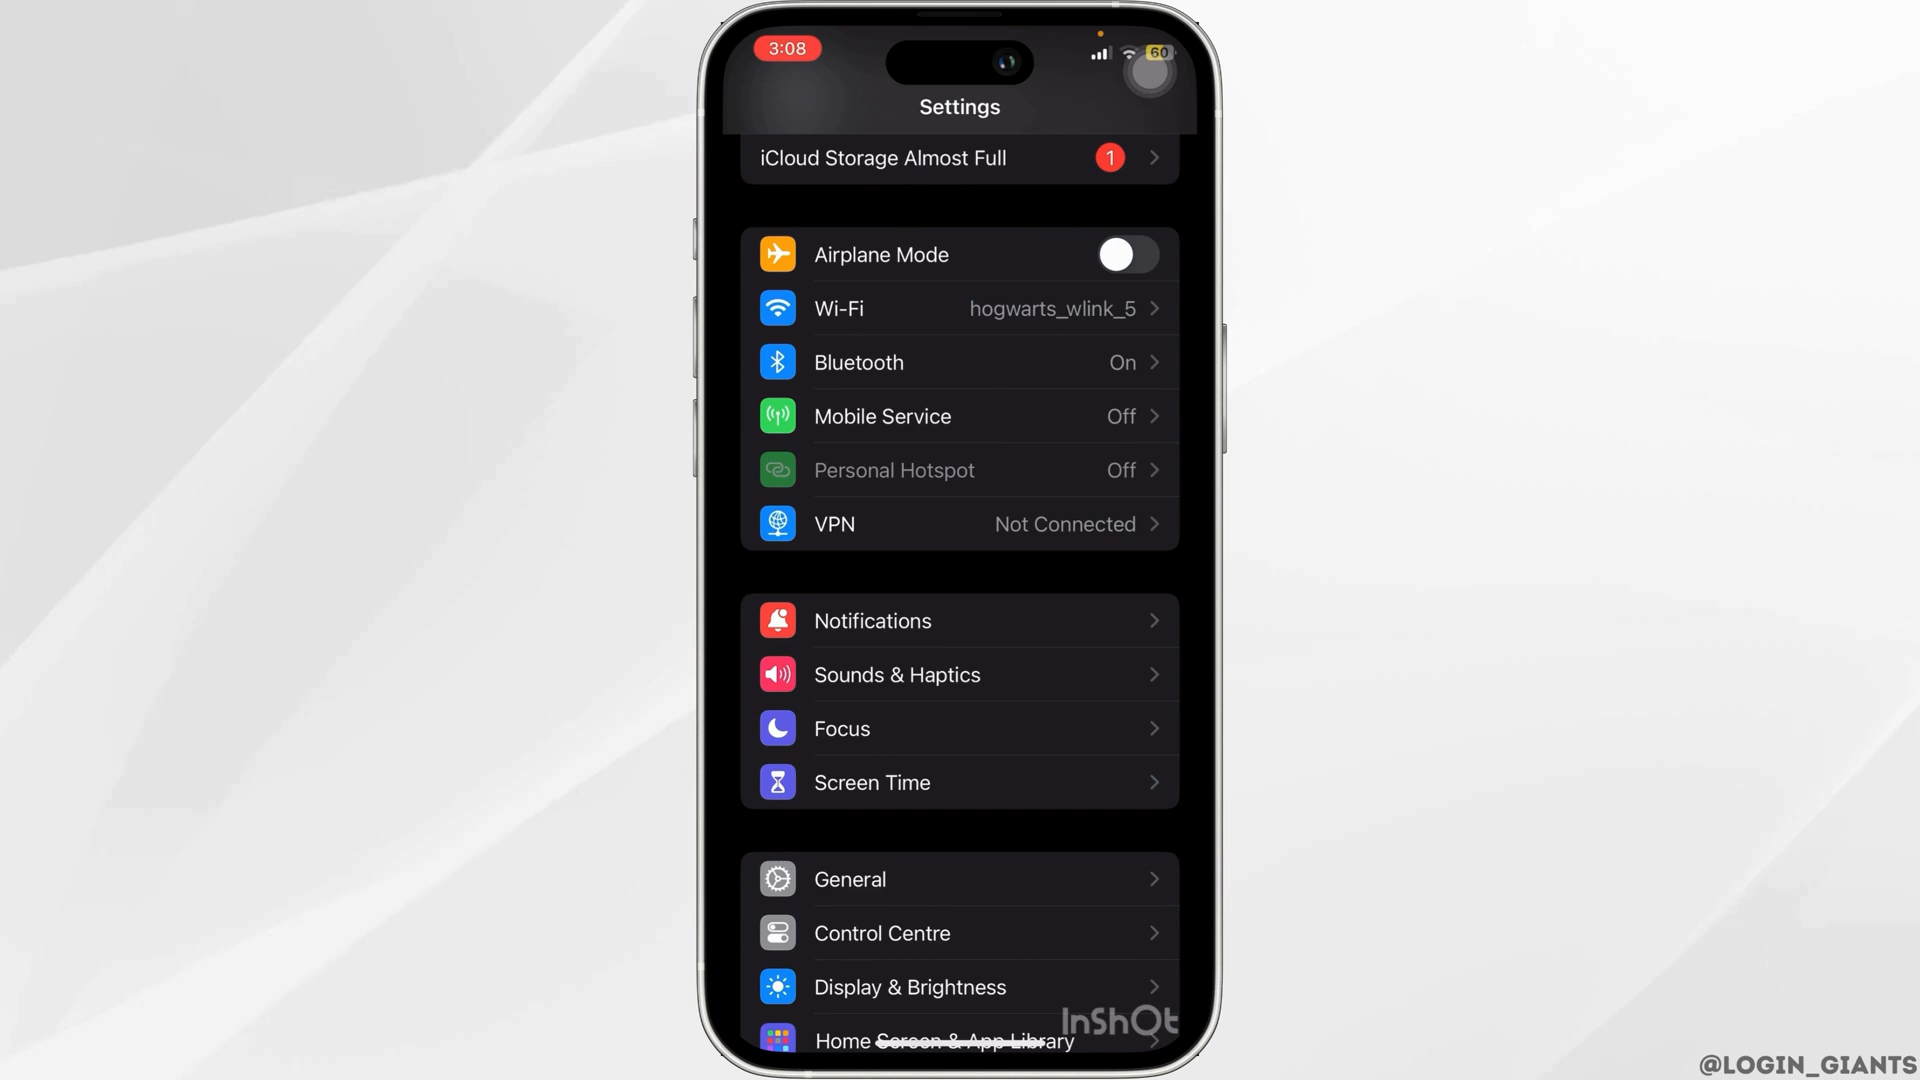 3:08
60
Settings
iCloud Storage Almost Full 1
Airplane Mode
Wi-Fi hogwarts_wlink_5
Bluetooth On
Mobile Service Off
Personal Hotspot Off
VPN Not Connected
Notifications
Sounds & Haptics
Focus
Screen Time
General
Control Centre
Display & Brightness
InShOt
Home Screen & App Library
@LOGIN_GIANTS